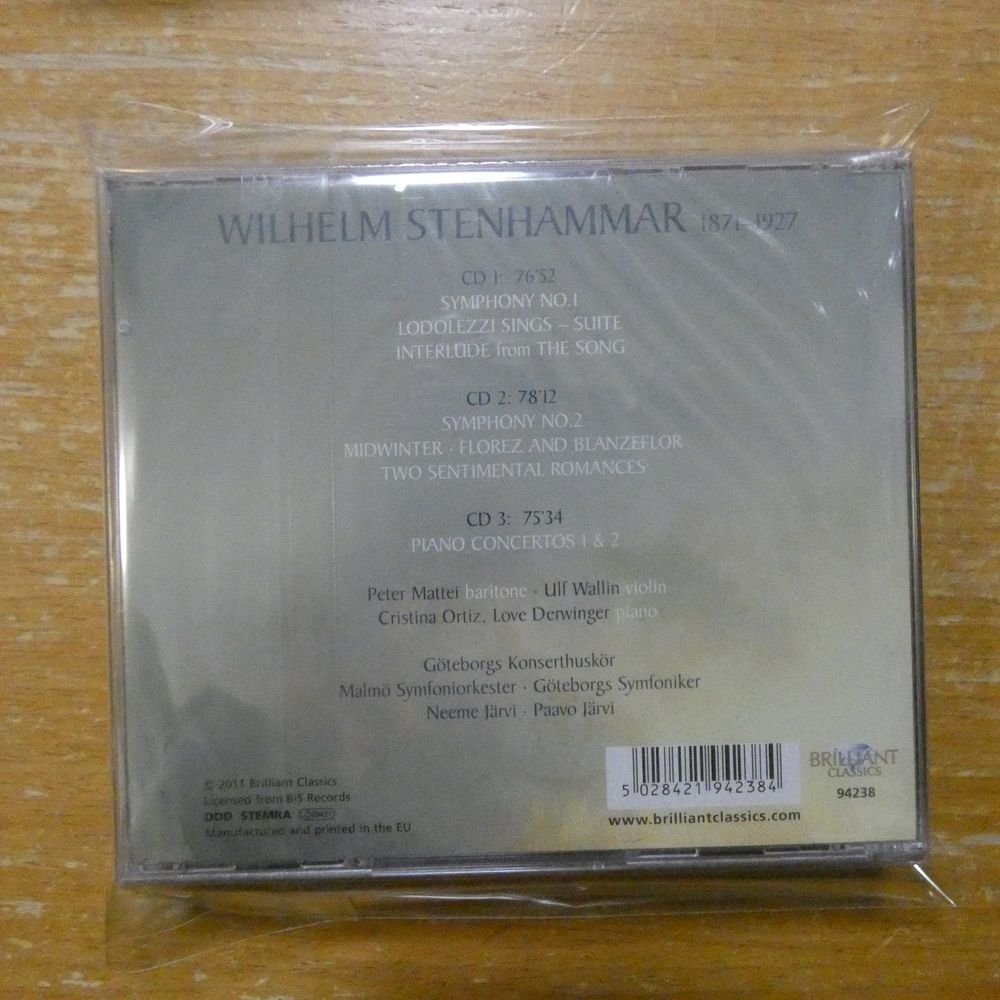 WILHELM STENHAMMAR 1871-1927
CD 1: 76'52
SYMPHONY NO.1
LODOLEZZI SINGS – SUITE
INTERLUDE from THE SONG
CD 2: 78'12
SYMPHONY NO.2
MIDWINTER · FLOREZ AND BLANZEFLOR
TWO SENTIMENTAL ROMANCES
CD 3: 75'34
PIANO CONCERTOS 1 & 2
Peter Mattei baritone · Ulf Wallin violin
Cristina Ortiz, Love Derwinger piano
Göteborgs Konserthuskör
Malmö Symfoniorkester · Göteborgs Symfoniker
Neeme Järvi · Paavo Järvi
© 2011 Brilliant Classics
Licensed from BIS Records
DDD STEMRA
Manufactured and printed in the EU
5 028421 942384
www.brilliantclassics.com
BRILLIANT
CLASSICS
94238